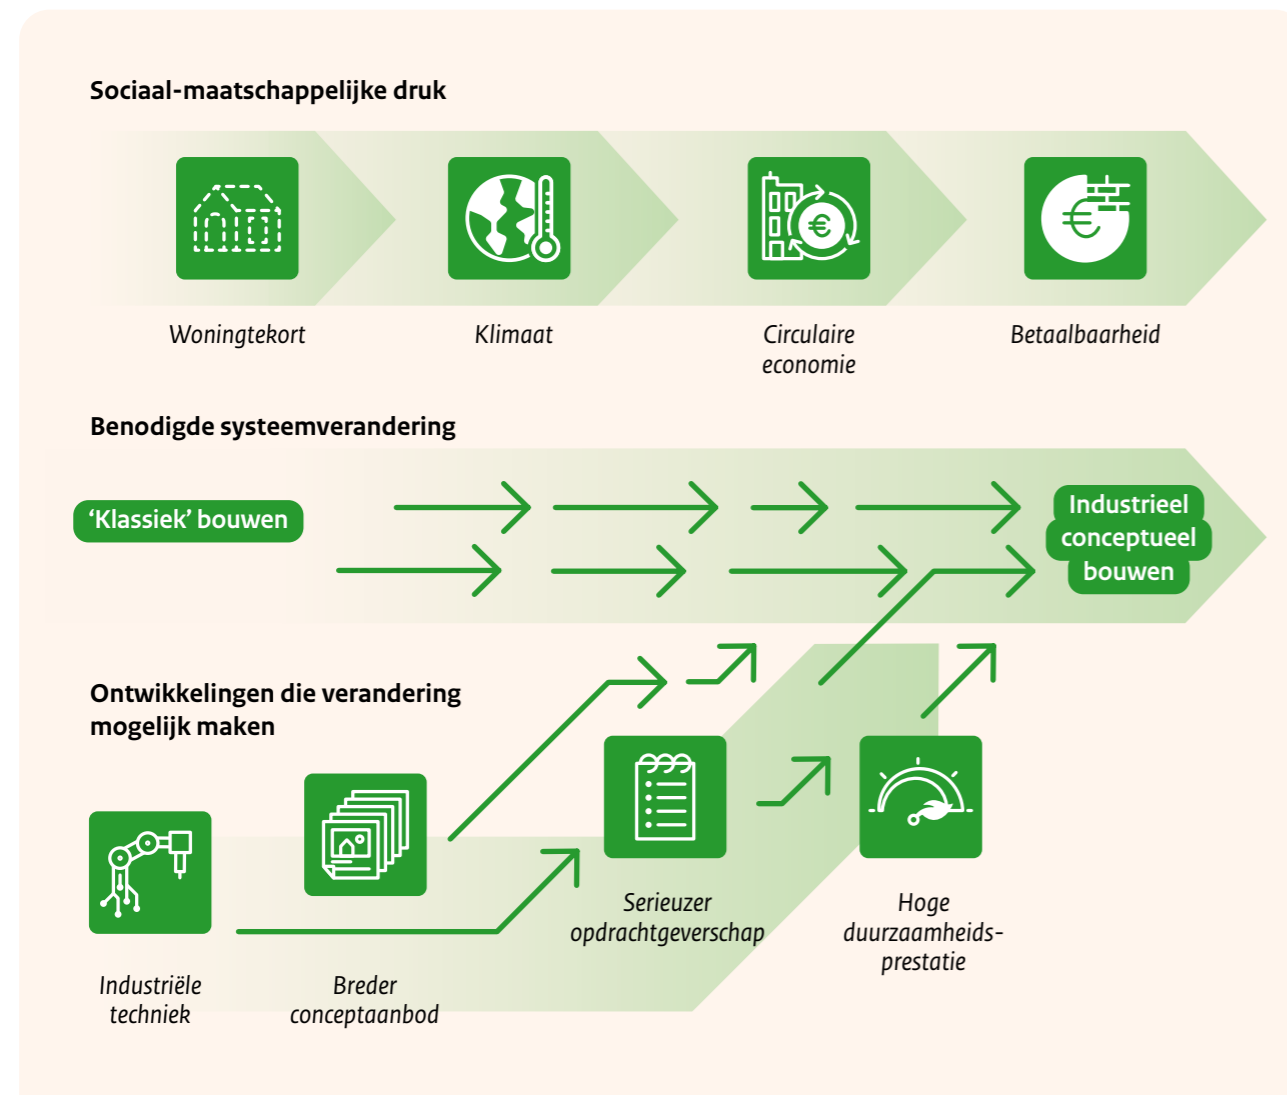 Sociaal-maatschappelijke druk
Woningtekort
Klimaat
Circulaire
economie
Betaalbaarheid
Benodigde systeemverandering
‘Klassiek’ bouwen
Industrieel
conceptueel
bouwen
Ontwikkelingen die verandering
mogelijk maken
Industriële
techniek
Breder
conceptaanbod
Serieuzer
opdrachtgeverschap
Hoge
duurzaamheids-
prestatie